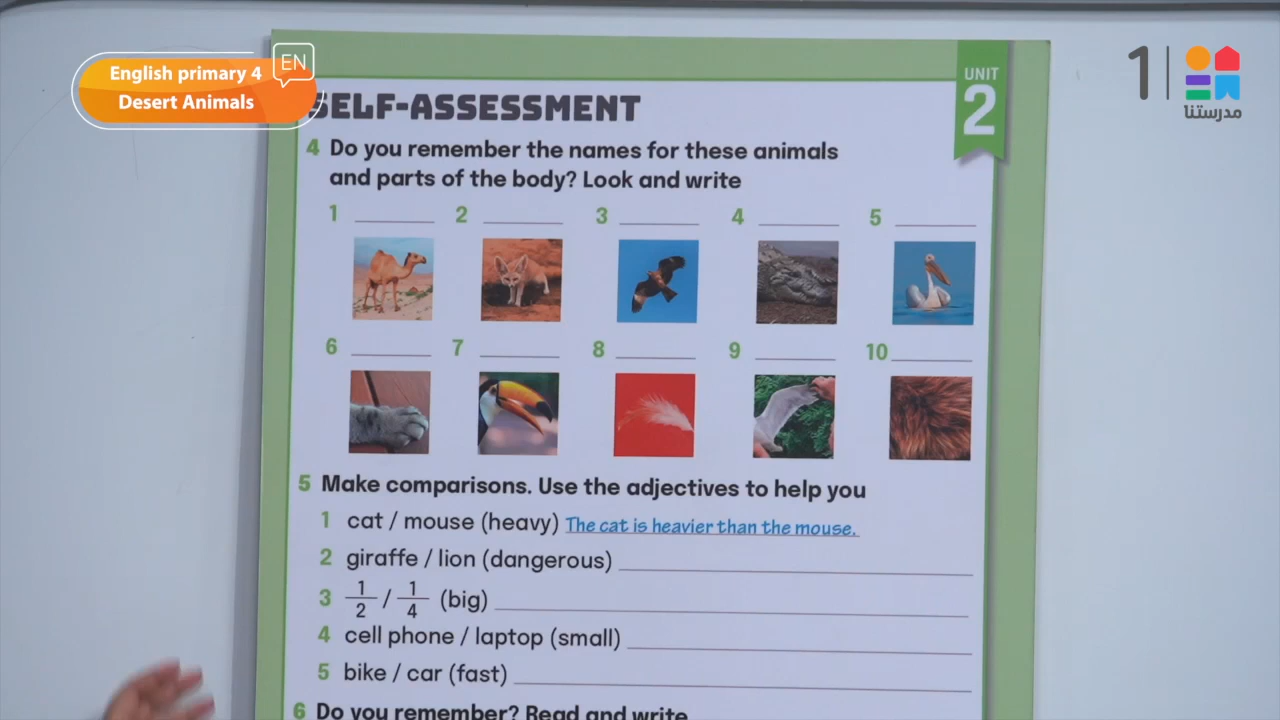 English primary 4
Desert Animals
EN
1
مدرستنا
UNIT
2
SELF-ASSESSMENT
4 Do you remember the names for these animals
and parts of the body? Look and write
1 2 3 4 5
6 7 8 9 10
5 Make comparisons. Use the adjectives to help you
1 cat / mouse (heavy) The cat is heavier than the mouse.
2 giraffe / lion (dangerous)
3 1/2 / 1/4 (big)
4 cell phone / laptop (small)
5 bike / car (fast)
6 Do you remember? Read and write